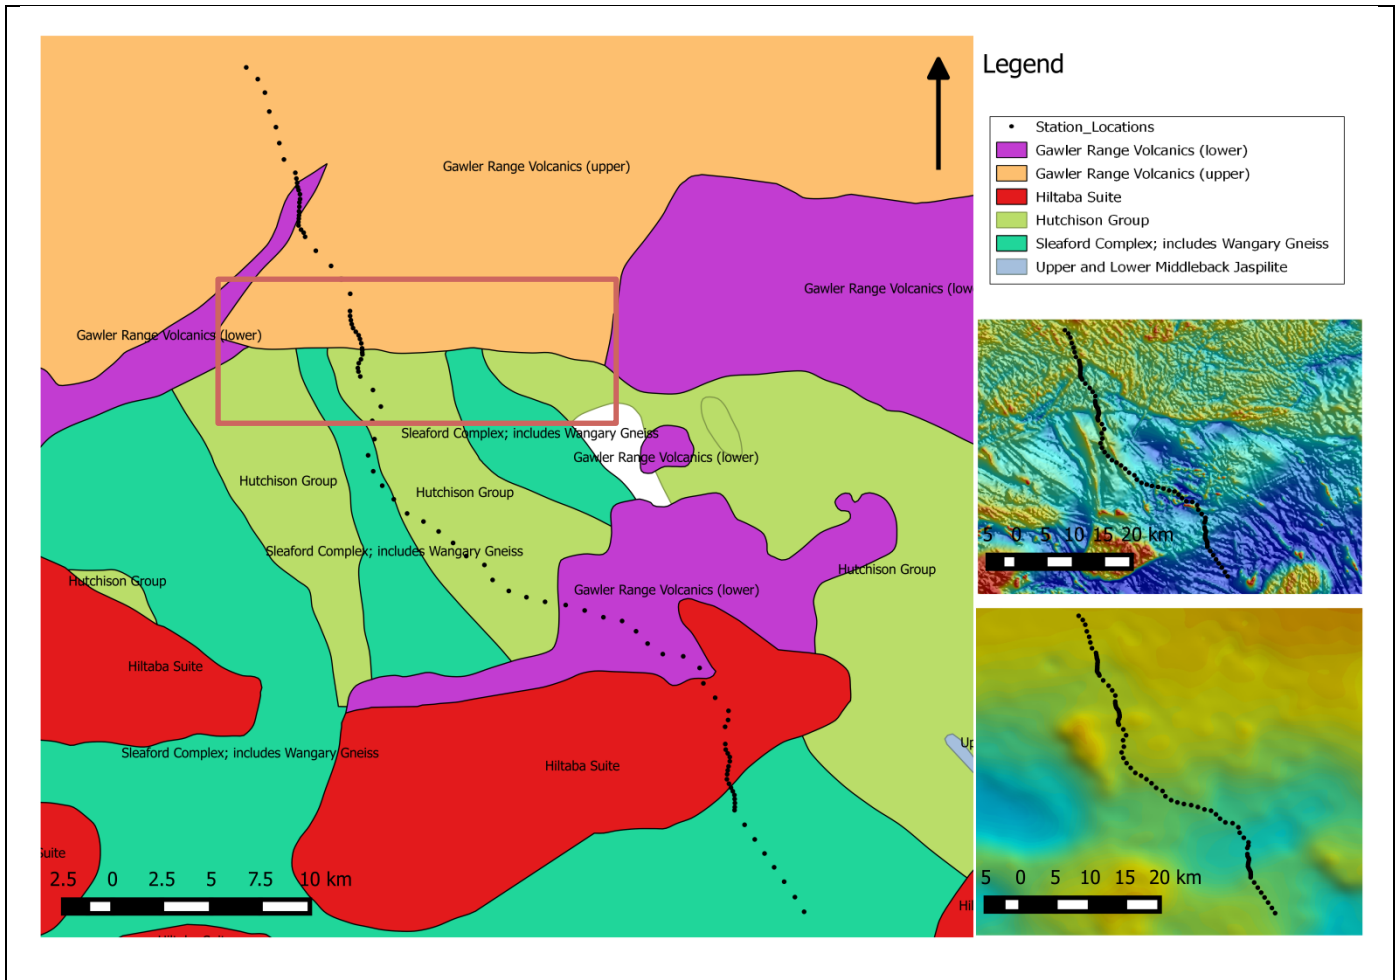 Legend
Station_Locations
Gawler Range Volcanics (lower)
Gawler Range Volcanics (upper)
Hiltaba Suite
Hutchison Group
Sleaford Complex; includes Wangary Gneiss
Upper and Lower Middleback Jaspilite
Gawler Range Volcanics (upper)
Gawler Range Volcanics (low
Gawler Range Volcanics (lower)
Sleaford Complex; includes Wangary Gneiss
Gawler Range Volcanics (lower)
Hutchison Group
Hutchison Group
Sleaford Complex; includes Wangary Gneiss
Hutchison Group
Hutchison Group
Gawler Range Volcanics (lower)
Hiltaba Suite
Sleaford Complex; includes Wangary Gneiss
Hiltaba Suite
Up
Suite
2.5 0 2.5 5 7.5 10 km
Hil
Hiltaba Suite
5 0 5 10 15 20 km
5 0 5 10 15 20 km